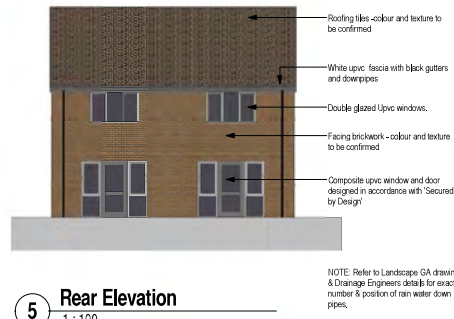 Roofing tiles -colour and texture to
be confirmed
White upvc fascia with black gutters
and downpipes
Double glazed Upvc windows.
Facing brickwork - colour and texture
to be confirmed
Composite upvc window and door
designed in accordance with 'Secured
by Design'
NOTE: Refer to Landscape GA drawin
& Drainage Engineers details for exact
number & position of rain water down
pipes.
5
Rear Elevation
1 : 100